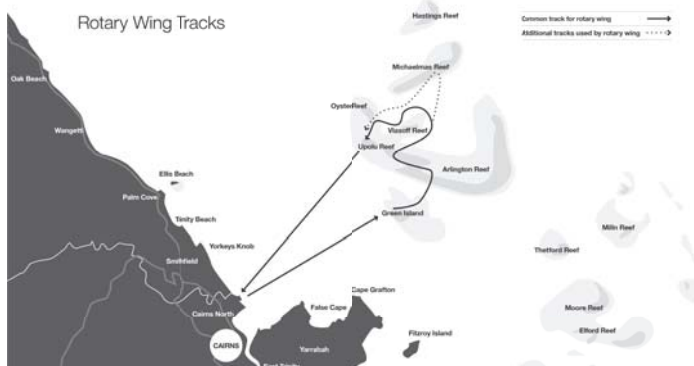 Rotary Wing Tracks
Hastings Reef
Common track for rotary wing
Additional tracks used by rotary wing
Michaelmas Reef
Oak Beach
OysterReef
Wangetti
Vlasoff Reef
Upolu Reef
Arlington Reef
Ellis Beach
Palm Cove
Green Island
Trinity Beach
Milln Reef
Yorkeys Knob
Thetford Reef
Smithfield
Cape Grafton
False Cape
Moore Reef
Cairns North
Elford Reef
Fitzroy Island
CAIRNS
Yarrabah